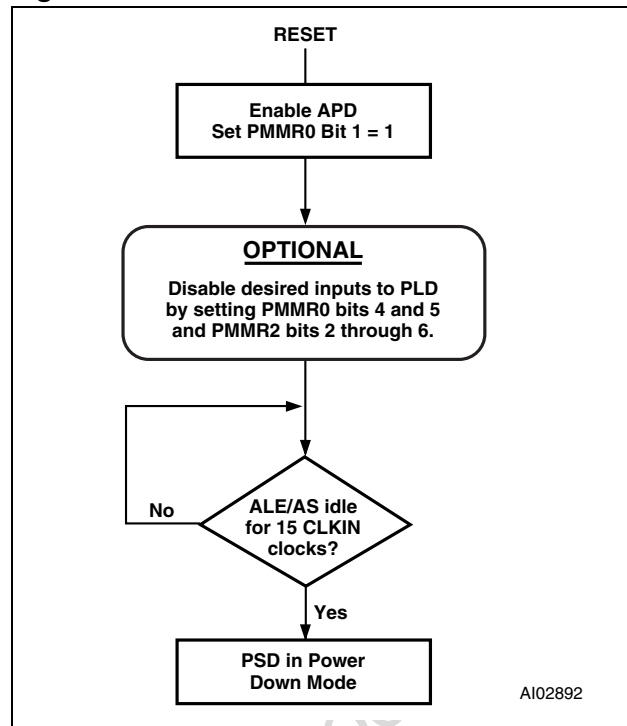 RESET
Enable APD
Set PMMR0 Bit 1 = 1
OPTIONAL
Disable desired inputs to PLD
by setting PMMR0 bits 4 and 5
and PMMR2 bits 2 through 6.
No
ALE/AS idle
for 15 CLKIN
clocks?
Yes
PSD in Power
Down Mode
AI02892